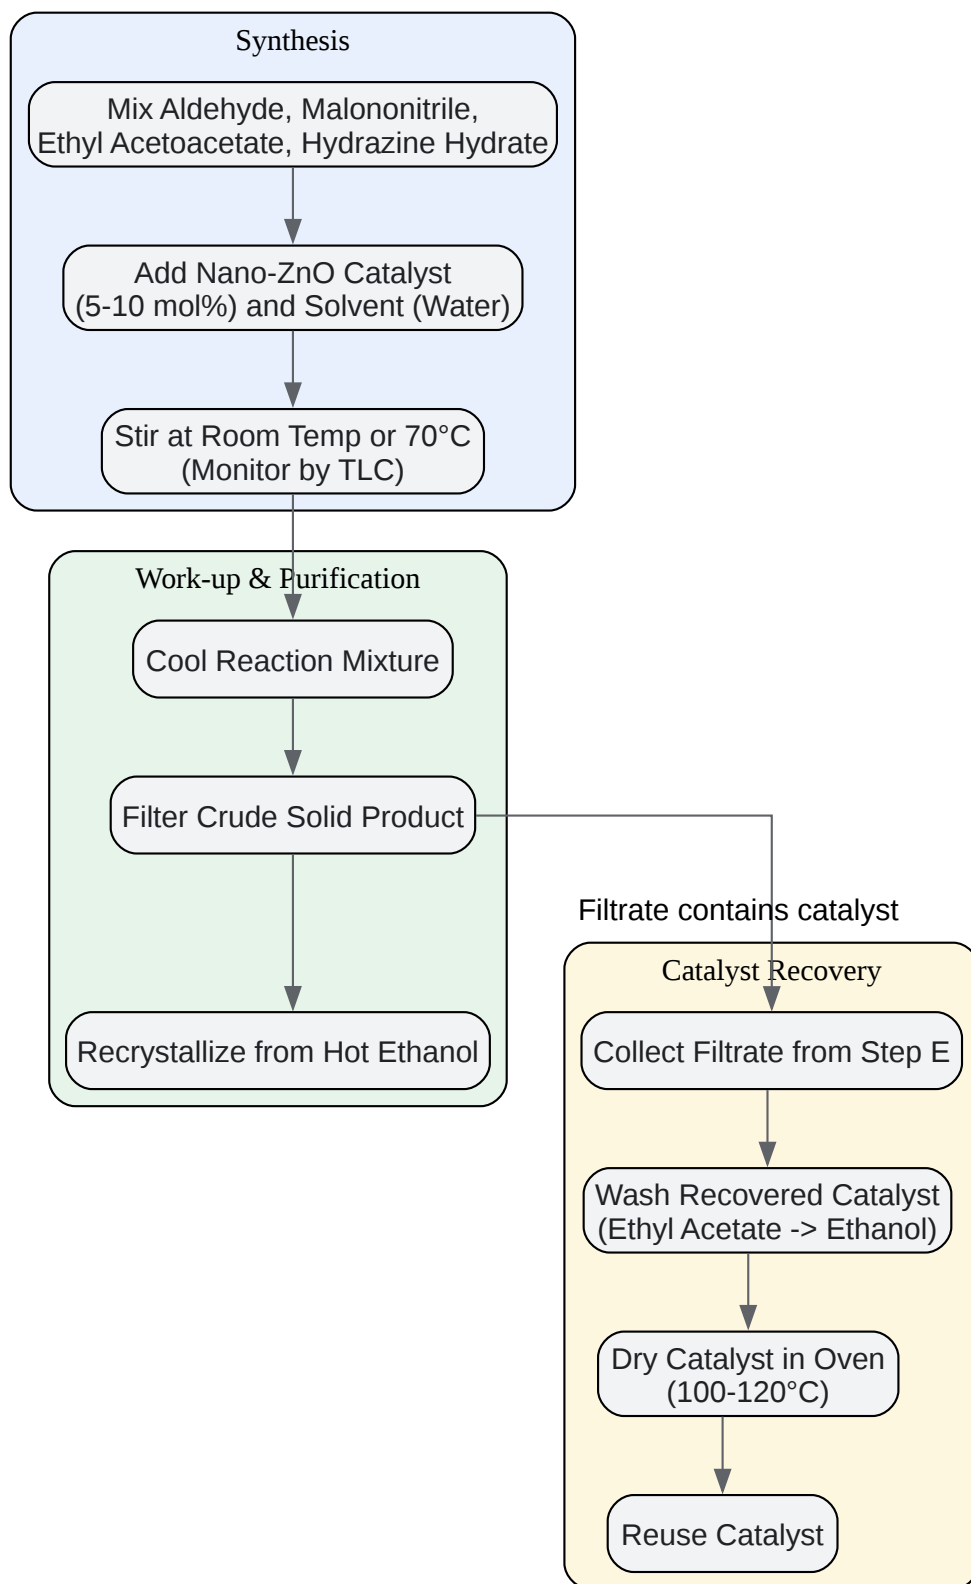 Synthesis
Mix Aldehyde, Malononitrile,
Ethyl Acetoacetate, Hydrazine Hydrate
Add Nano-ZnO Catalyst
(5-10 mol%) and Solvent (Water)
Stir at Room Temp or 70°C
(Monitor by TLC)
Work-up & Purification
Cool Reaction Mixture
Filter Crude Solid Product
Recrystallize from Hot Ethanol
Filtrate contains catalyst
Catalyst Recovery
Collect Filtrate from Step E
Wash Recovered Catalyst
(Ethyl Acetate -> Ethanol)
Dry Catalyst in Oven
(100-120°C)
Reuse Catalyst